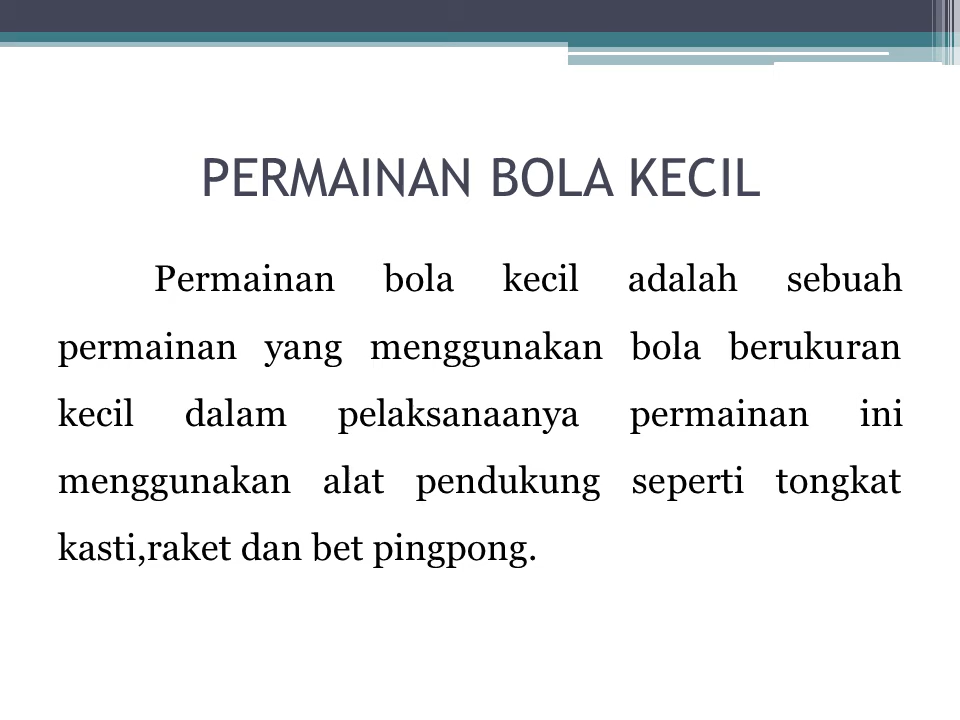 PERMAINAN BOLA KECIL
Permainan bola kecil adalah sebuah
permainan yang menggunakan bola berukuran
kecil dalam pelaksanaanya permainan ini
menggunakan alat pendukung seperti tongkat
kasti,raket dan bet pingpong.